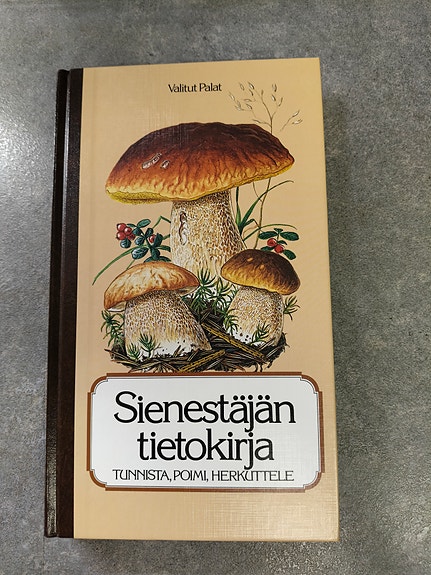 Valitut Palat
Sienestäjän
tietokirja
TUNNISTA, POIMI, HERKUTTELE